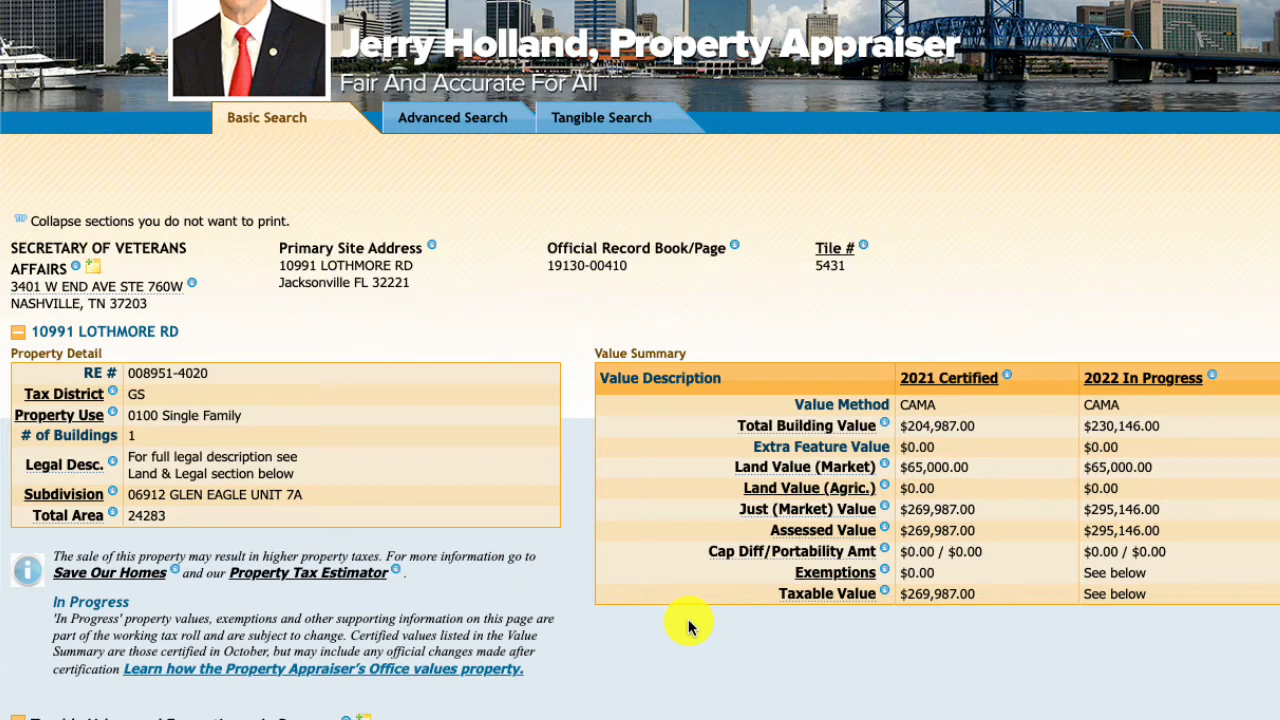 Jerry Holland, Property Appraiser
Fair And Accurate For All
Basic Search
Advanced Search
Tangible Search
TIP Collapse sections you do not want to print.
SECRETARY OF VETERANS
AFFAIRS
3401 W END AVE STE 760W
NASHVILLE, TN 37203
Primary Site Address
10991 LOTHMORE RD
Jacksonville FL 32221
Official Record Book/Page
19130-00410
Tile #
5431
10991 LOTHMORE RD
Property Detail
RE # 008951-4020
Tax District GS
Property Use 0100 Single Family
# of Buildings 1
Legal Desc. For full legal description see
Land & Legal section below
Subdivision 06912 GLEN EAGLE UNIT 7A
Total Area 24283
The sale of this property may result in higher property taxes. For more information go to
Save Our Homes and our Property Tax Estimator .
In Progress
'In Progress' property values, exemptions and other supporting information on this page are
part of the working tax roll and are subject to change. Certified values listed in the Value
Summary are those certified in October, but may include any official changes made after
certification Learn how the Property Appraiser's Office values property.
Value Summary
Value Description 2021 Certified 2022 In Progress
Value Method CAMA CAMA
Total Building Value $204,987.00 $230,146.00
Extra Feature Value $0.00 $0.00
Land Value (Market) $65,000.00 $65,000.00
Land Value (Agric.) $0.00 $0.00
Just (Market) Value $269,987.00 $295,146.00
Assessed Value $269,987.00 $295,146.00
Cap Diff/Portability Amt $0.00 / $0.00 $0.00 / $0.00
Exemptions $0.00 See below
Taxable Value $269,987.00 See below